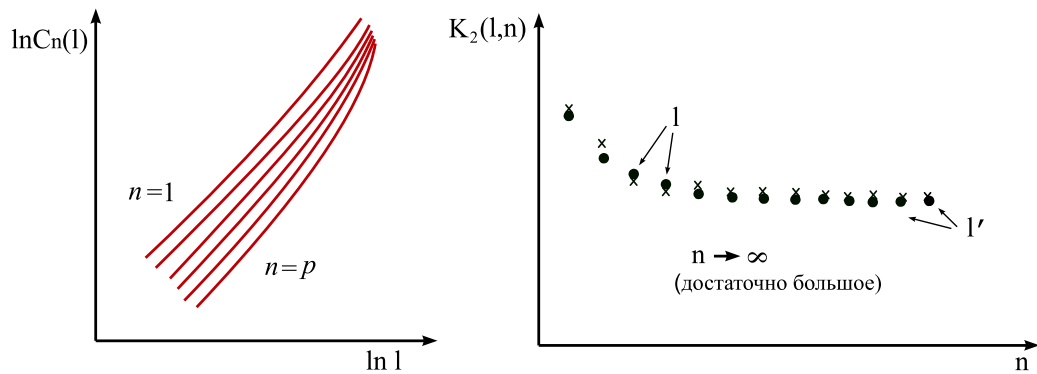 lnCn(l)
n=1
n=p
ln l
K₂(l,n)
l
l′
n → ∞
(достаточно большое)
n